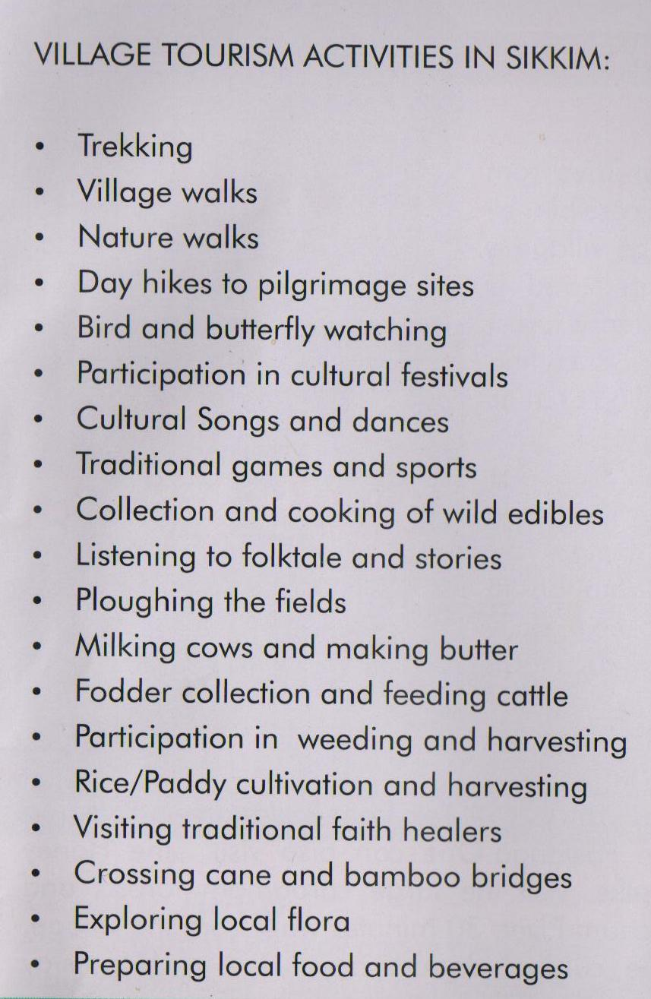 VILLAGE TOURISM ACTIVITIES IN SIKKIM:
• Trekking
• Village walks
• Nature walks
• Day hikes to pilgrimage sites
• Bird and butterfly watching
• Participation in cultural festivals
• Cultural Songs and dances
• Traditional games and sports
• Collection and cooking of wild edibles
• Listening to folktale and stories
• Ploughing the fields
• Milking cows and making butter
• Fodder collection and feeding cattle
• Participation in  weeding and harvesting
• Rice/Paddy cultivation and harvesting
• Visiting traditional faith healers
• Crossing cane and bamboo bridges
• Exploring local flora
• Preparing local food and beverages